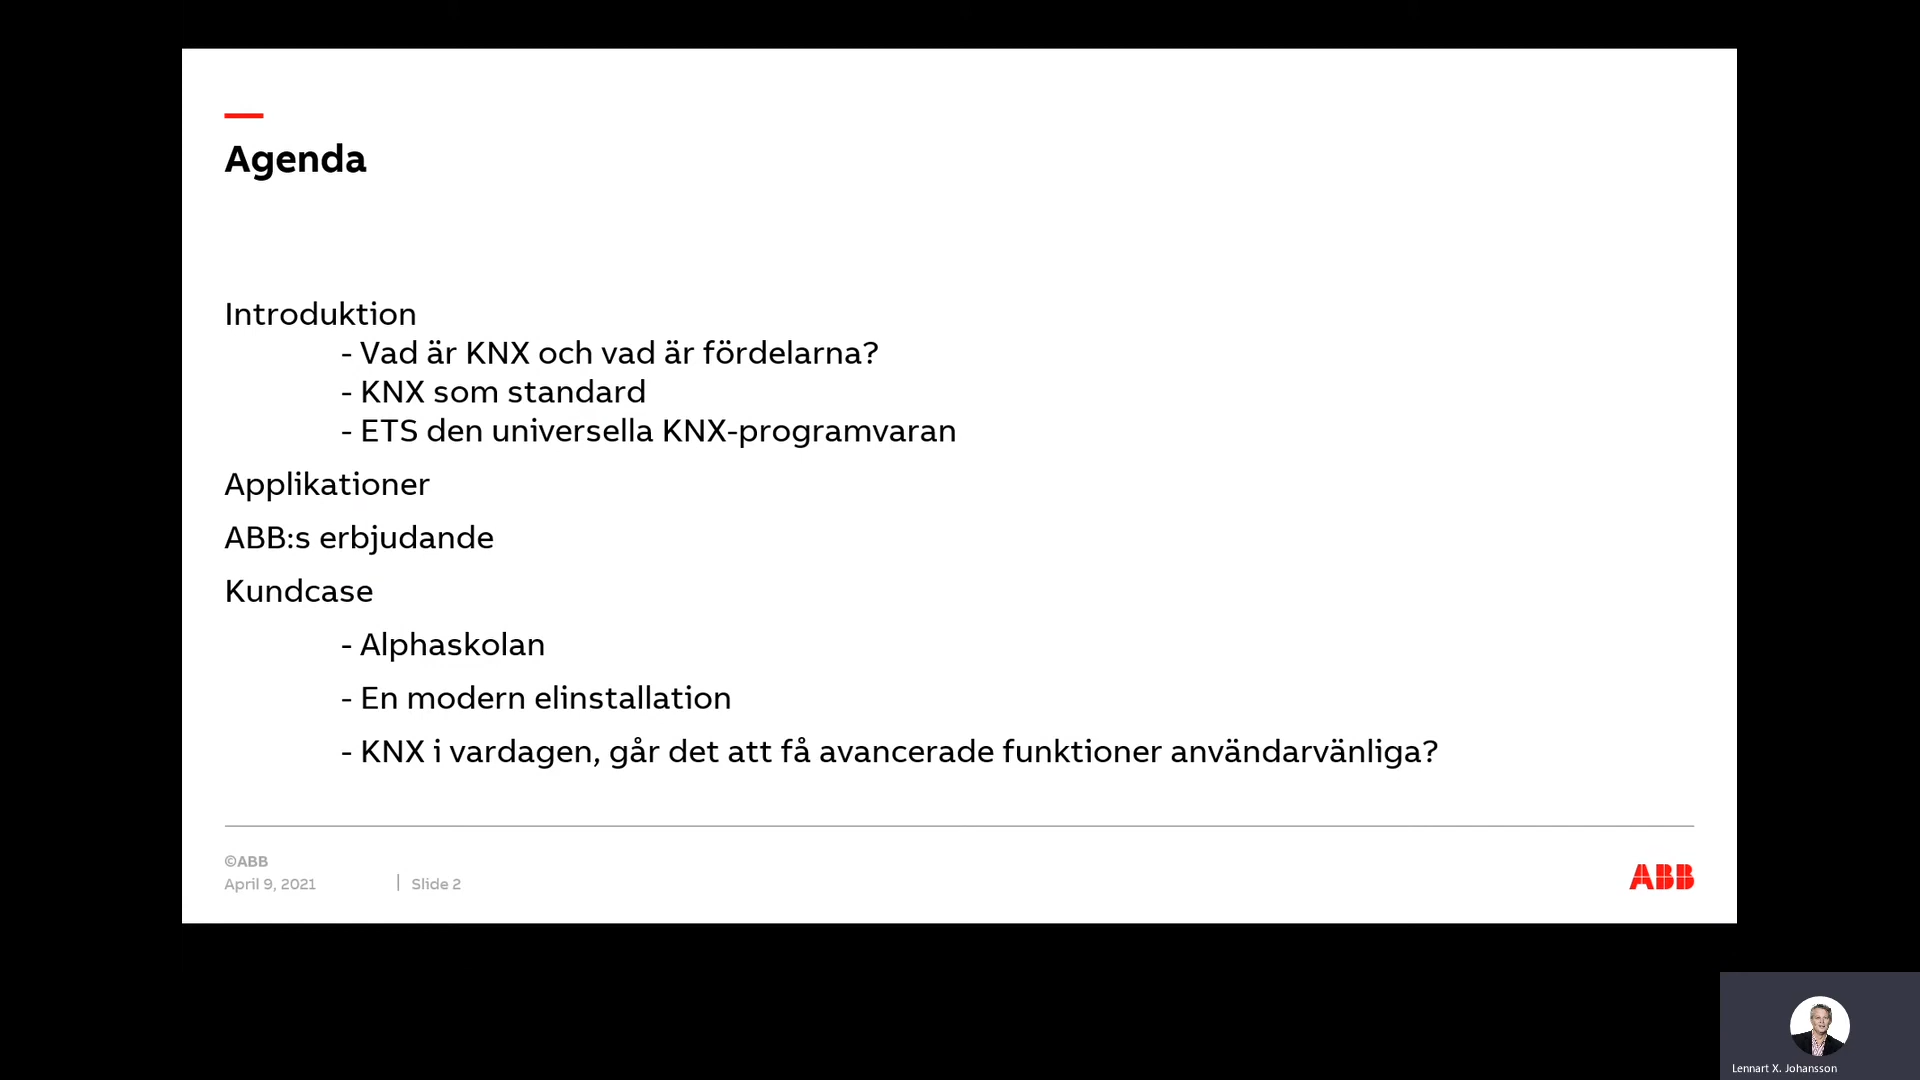 Agenda
Introduktion
- Vad är KNX och vad är fördelarna?
- KNX som standard
- ETS den universella KNX-programvaran
Applikationer
ABB:s erbjudande
Kundcase
- Alphaskolan
- En modern elinstallation
- KNX i vardagen, går det att få avancerade funktioner användarvänliga?
©ABB
April 9, 2021 | Slide 2
ABB
Lennart X. Johansson